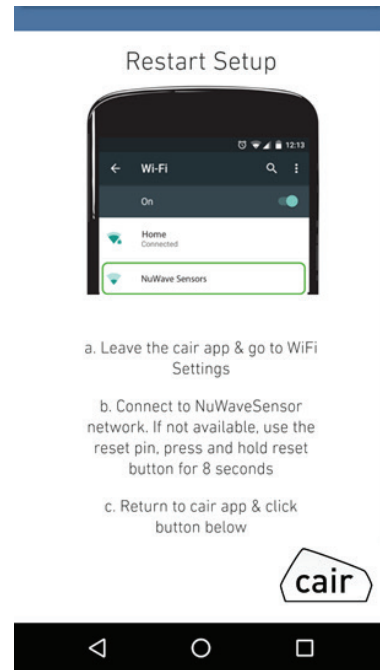 Restart Setup
12:13
Wi-Fi
On
Home
Connected
NuWave Sensors
a. Leave the cair app & go to WiFi
Settings
b. Connect to NuWaveSensor
network. If not available, use the
reset pin, press and hold reset
button for 8 seconds
c. Return to cair app & click
button below
cair